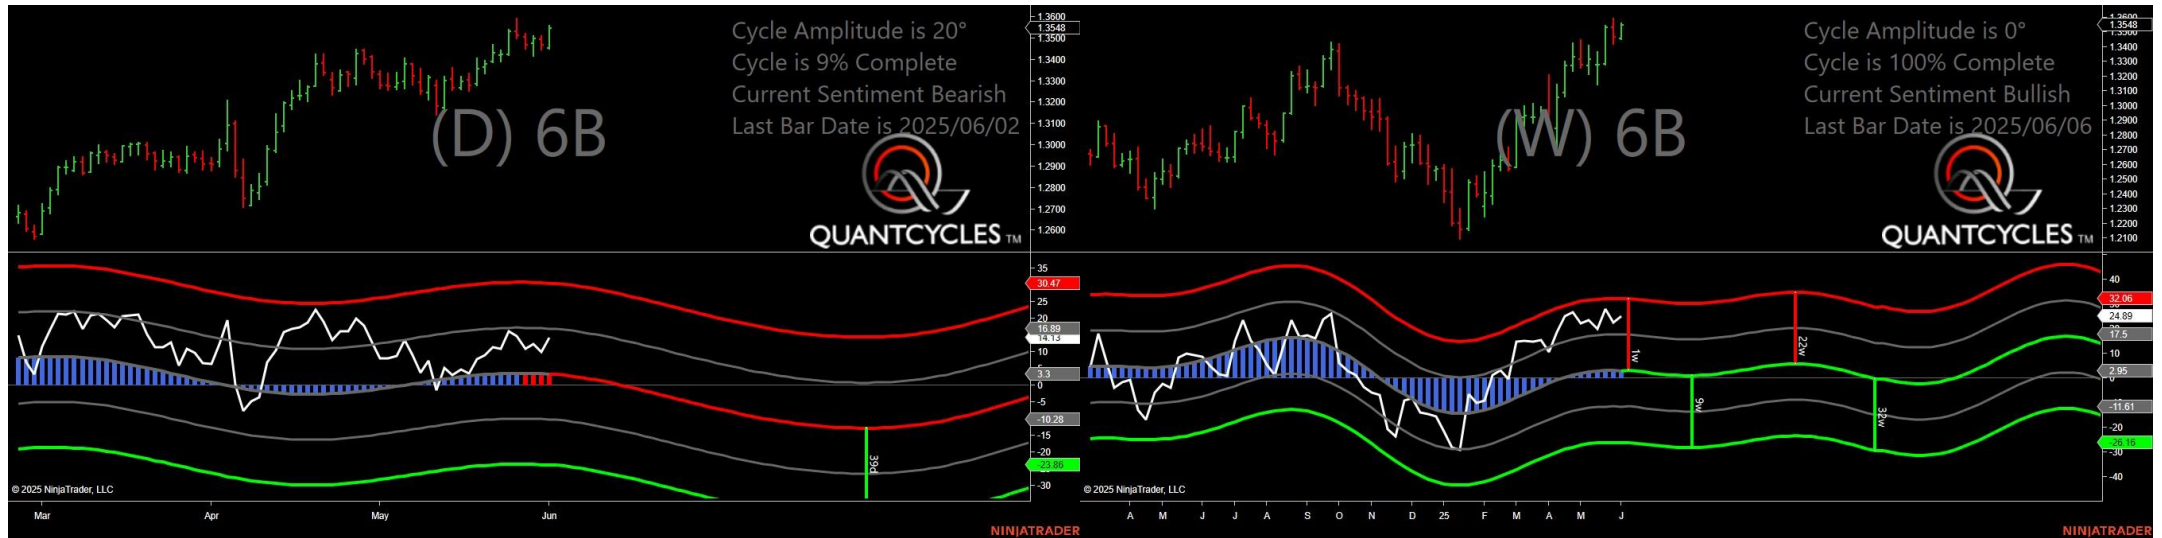 Cycle Amplitude is 20°
Cycle is 9% Complete
Current Sentiment Bearish
Last Bar Date is 2025/06/02
(D) 6B
QUANTCYCLES TM
1.3600
1.3548
1.3500
1.3400
1.3300
1.3200
1.3100
1.3000
1.2900
1.2800
1.2700
1.2600
35
30.47
25
20
16.89
14.13
10
3.3
0
-5
-10.28
-15
-20
-23.86
-30
39d
© 2025 NinjaTrader, LLC
Mar Apr May Jun
NINJATRADER
Cycle Amplitude is 0°
Cycle is 100% Complete
Current Sentiment Bullish
Last Bar Date is 2025/06/06
(W) 6B
QUANTCYCLES TM
1.3600
1.3548
1.3500
1.3400
1.3300
1.3200
1.3100
1.3000
1.2900
1.2800
1.2700
1.2600
1.2500
1.2400
1.2300
1.2200
1.2100
40
32.06
24.89
17.5
10
2.95
0
-11.61
-20
-26.16
-30
-40
1w
22w
9w
32w
© 2025 NinjaTrader, LLC
A M J J A S O N D 25 F M A M J
NINJATRADER